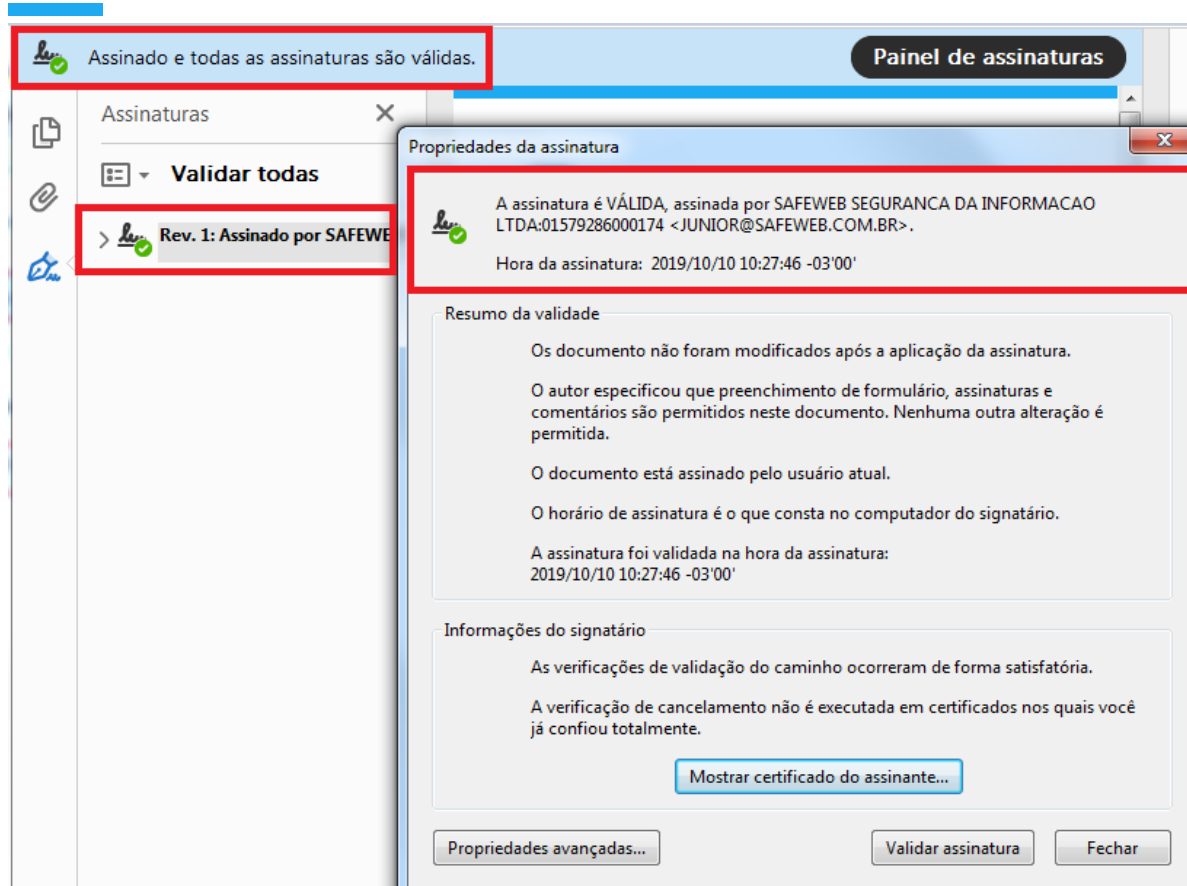 Assinado e todas as assinaturas são válidas.
Painel de assinaturas
Assinaturas
Validar todas
Rev. 1: Assinado por SAFEWE
Propriedades da assinatura
A assinatura é VÁLIDA, assinada por SAFEWEB SEGURANCA DA INFORMACAO
LTDA:01579286000174 <JUNIOR@SAFEWEB.COM.BR>.
Hora da assinatura: 2019/10/10 10:27:46 -03'00'
Resumo da validade
Os documento não foram modificados após a aplicação da assinatura.
O autor especificou que preenchimento de formulário, assinaturas e
comentários são permitidos neste documento. Nenhuma outra alteração é
permitida.
O documento está assinado pelo usuário atual.
O horário de assinatura é o que consta no computador do signatário.
A assinatura foi validada na hora da assinatura:
2019/10/10 10:27:46 -03'00'
Informações do signatário
As verificações de validação do caminho ocorreram de forma satisfatória.
A verificação de cancelamento não é executada em certificados nos quais você
já confiou totalmente.
Mostrar certificado do assinante...
Propriedades avançadas...
Validar assinatura
Fechar